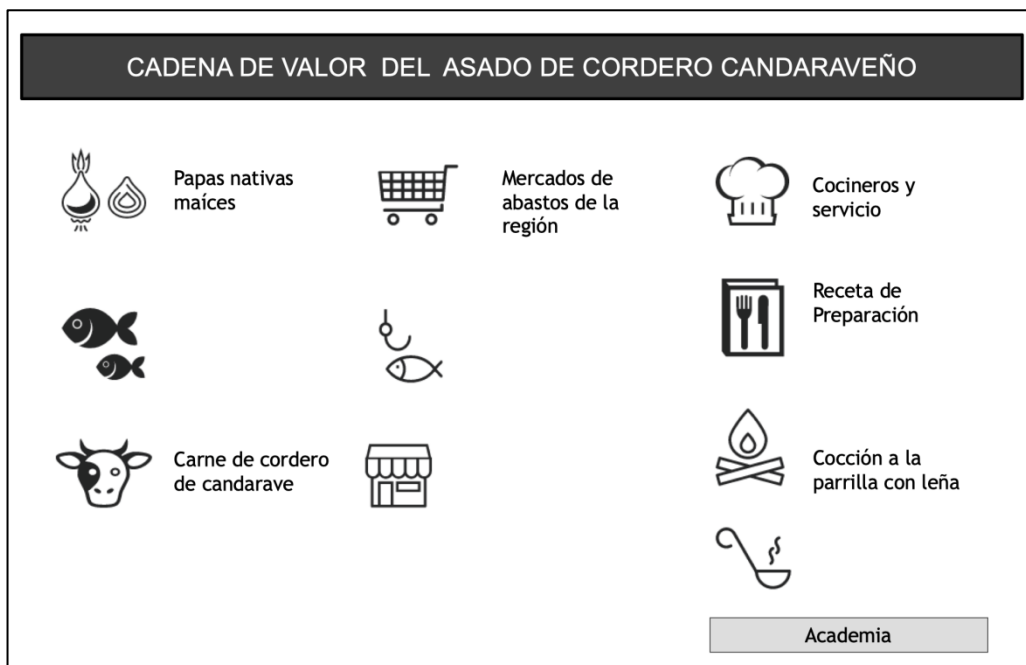 CADENA DE VALOR DEL ASADO DE CORDERO CANDARAVEÑO
Papas nativas
maíces
Mercados de
abastos de la
región
Cocineros y
servicio
Receta de
Preparación
Carne de cordero
de candarave
Cocción a la
parrilla con leña
Academia